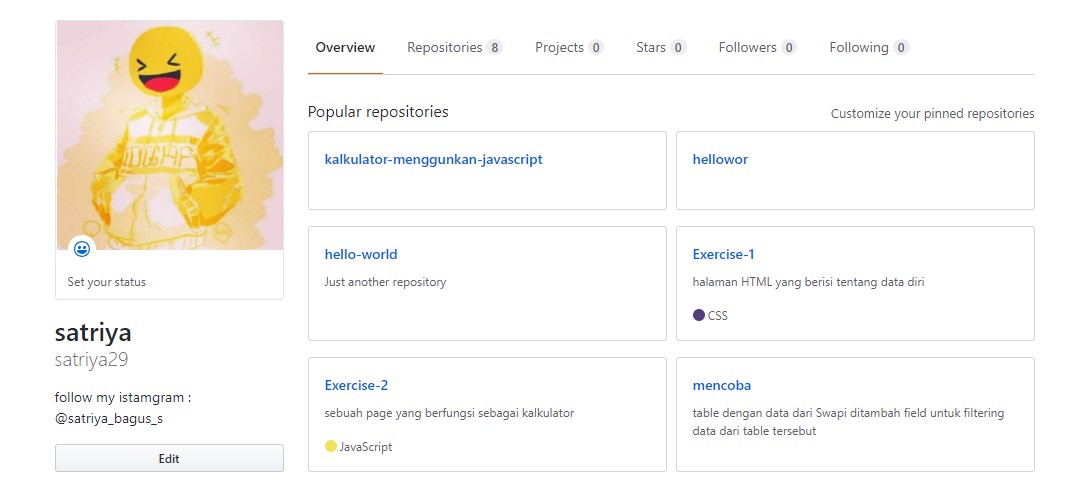 Overview Repositories 8 Projects 0 Stars 0 Followers 0 Following 0
Popular repositories
Customize your pinned repositories
kalkulator-menggunkan-javascript
hellowor
hello-world
Just another repository
Exercise-1
halaman HTML yang berisi tentang data diri
CSS
Exercise-2
sebuah page yang berfungsi sebagai kalkulator
JavaScript
mencoba
table dengan data dari Swapi ditambah field untuk filtering
data dari table tersebut
Set your status
satriya
satriya29
follow my istamgram :
@satriya_bagus_s
Edit